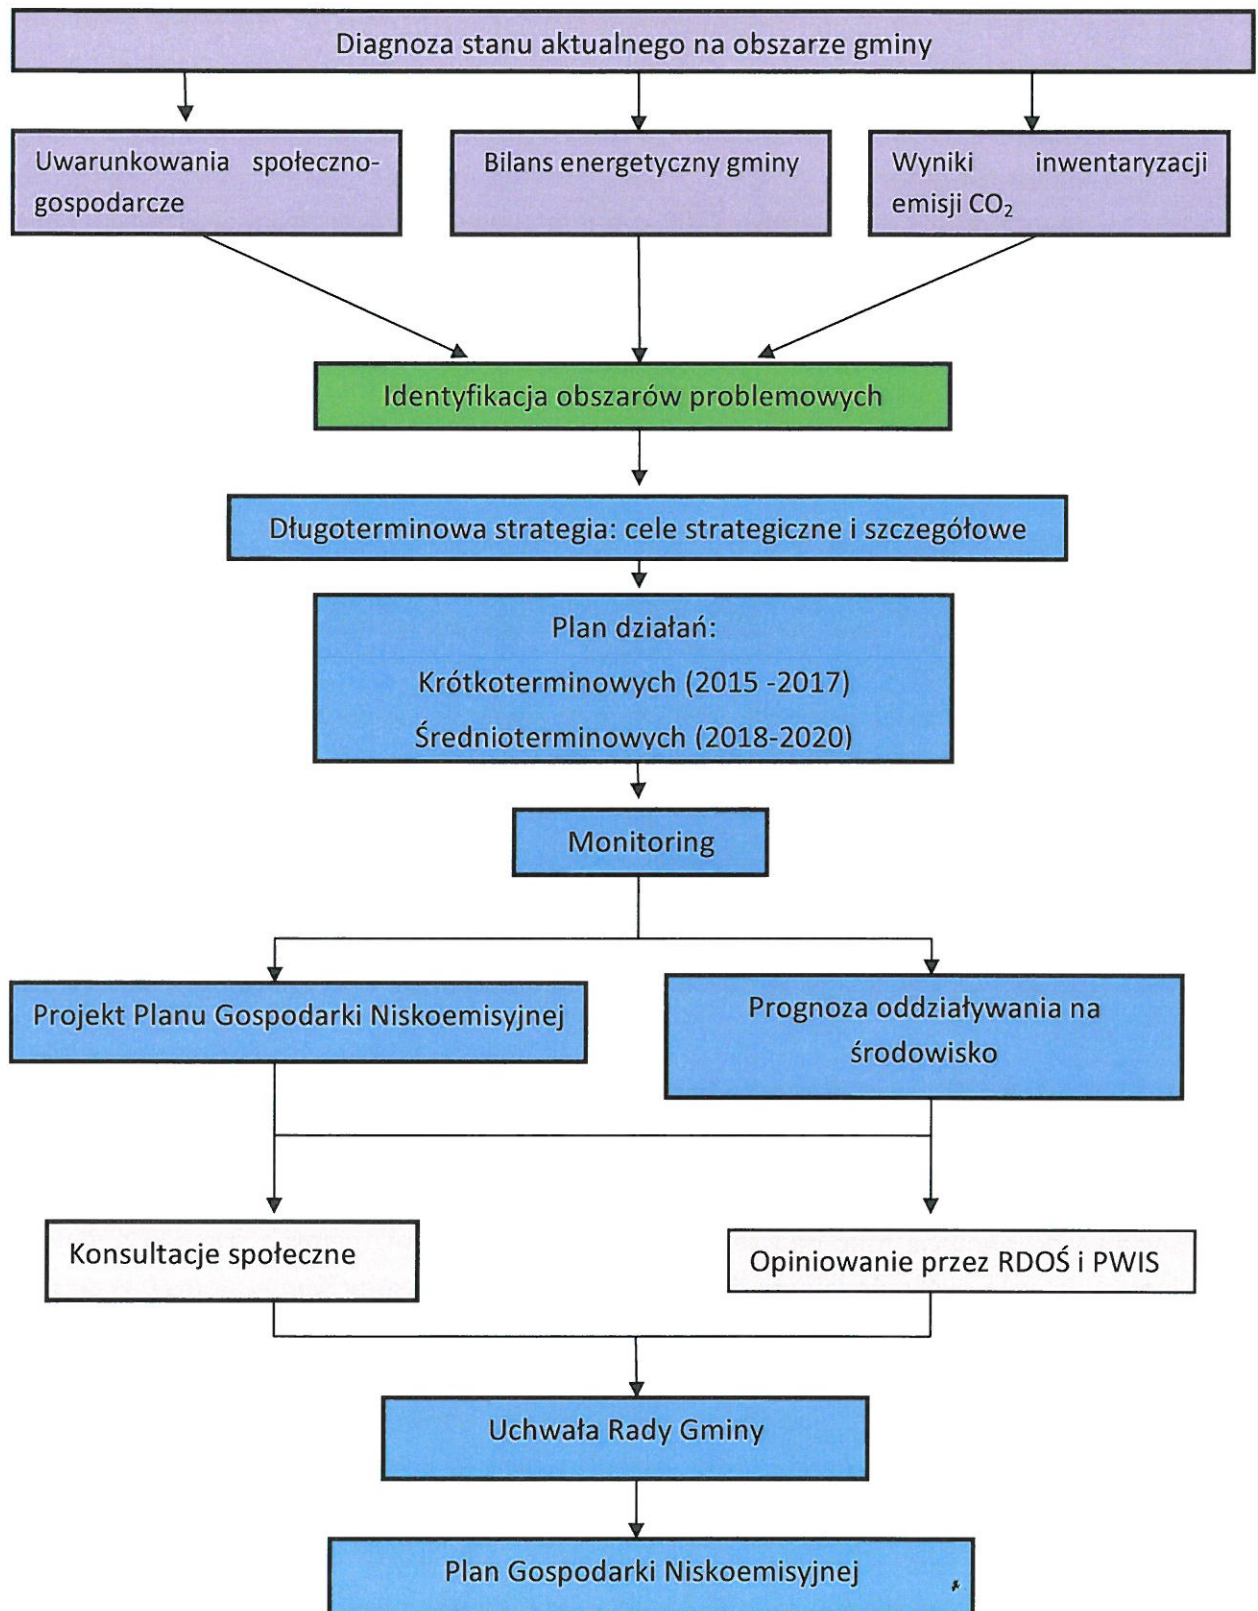 Diagnoza stanu aktualnego na obszarze gminy
Uwarunkowania społeczno-
gospodarcze
Bilans energetyczny gminy
Wyniki inwentaryzacji
emisji CO₂
Identyfikacja obszarów problemowych
Długoterminowa strategia: cele strategiczne i szczegółowe
Plan działań:
Krótkoterminowych (2015 -2017)
Średnioterminowych (2018-2020)
Monitoring
Projekt Planu Gospodarki Niskoemisyjnej
Prognoza oddziaływania na
środowisko
Konsultacje społeczne
Opiniowanie przez RDOŚ i PWIS
Uchwała Rady Gminy
Plan Gospodarki Niskoemisyjnej